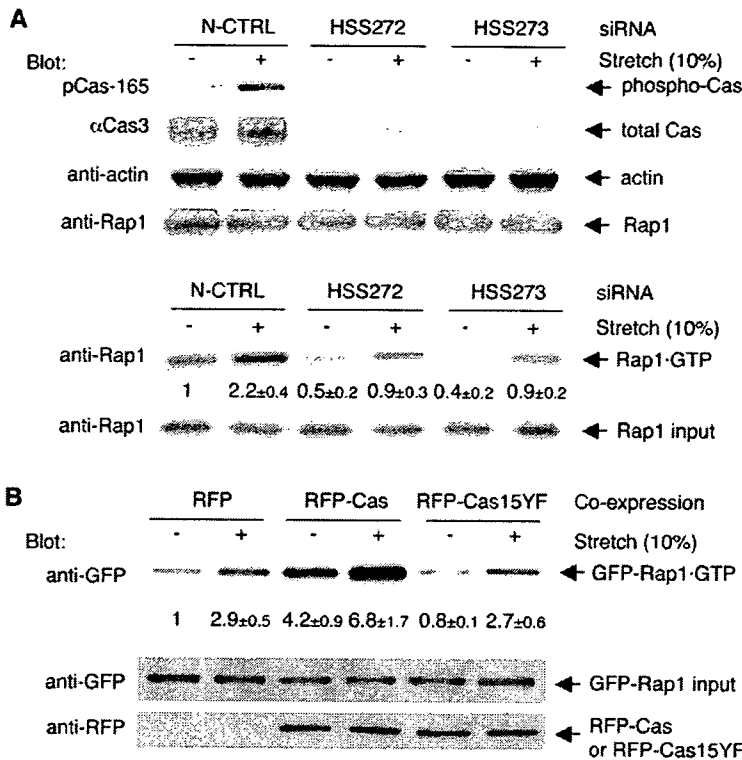 A
N-CTRL HSS272 HSS273 siRNA
Blot: - + - + - + Stretch (10%)
pCas-165 phospho-Cas
αCas3 total Cas
anti-actin actin
anti-Rap1 Rap1
N-CTRL HSS272 HSS273 siRNA
- + - + - + Stretch (10%)
anti-Rap1 Rap1·GTP
1 2.2±0.4 0.5±0.2 0.9±0.3 0.4±0.2 0.9±0.2
anti-Rap1 Rap1 input
B
RFP RFP-Cas RFP-Cas15YF Co-expression
Blot: - + - + - + Stretch (10%)
anti-GFP GFP-Rap1·GTP
1 2.9±0.5 4.2±0.9 6.8±1.7 0.8±0.1 2.7±0.6
anti-GFP GFP-Rap1 input
anti-RFP RFP-Cas
or RFP-Cas15YF